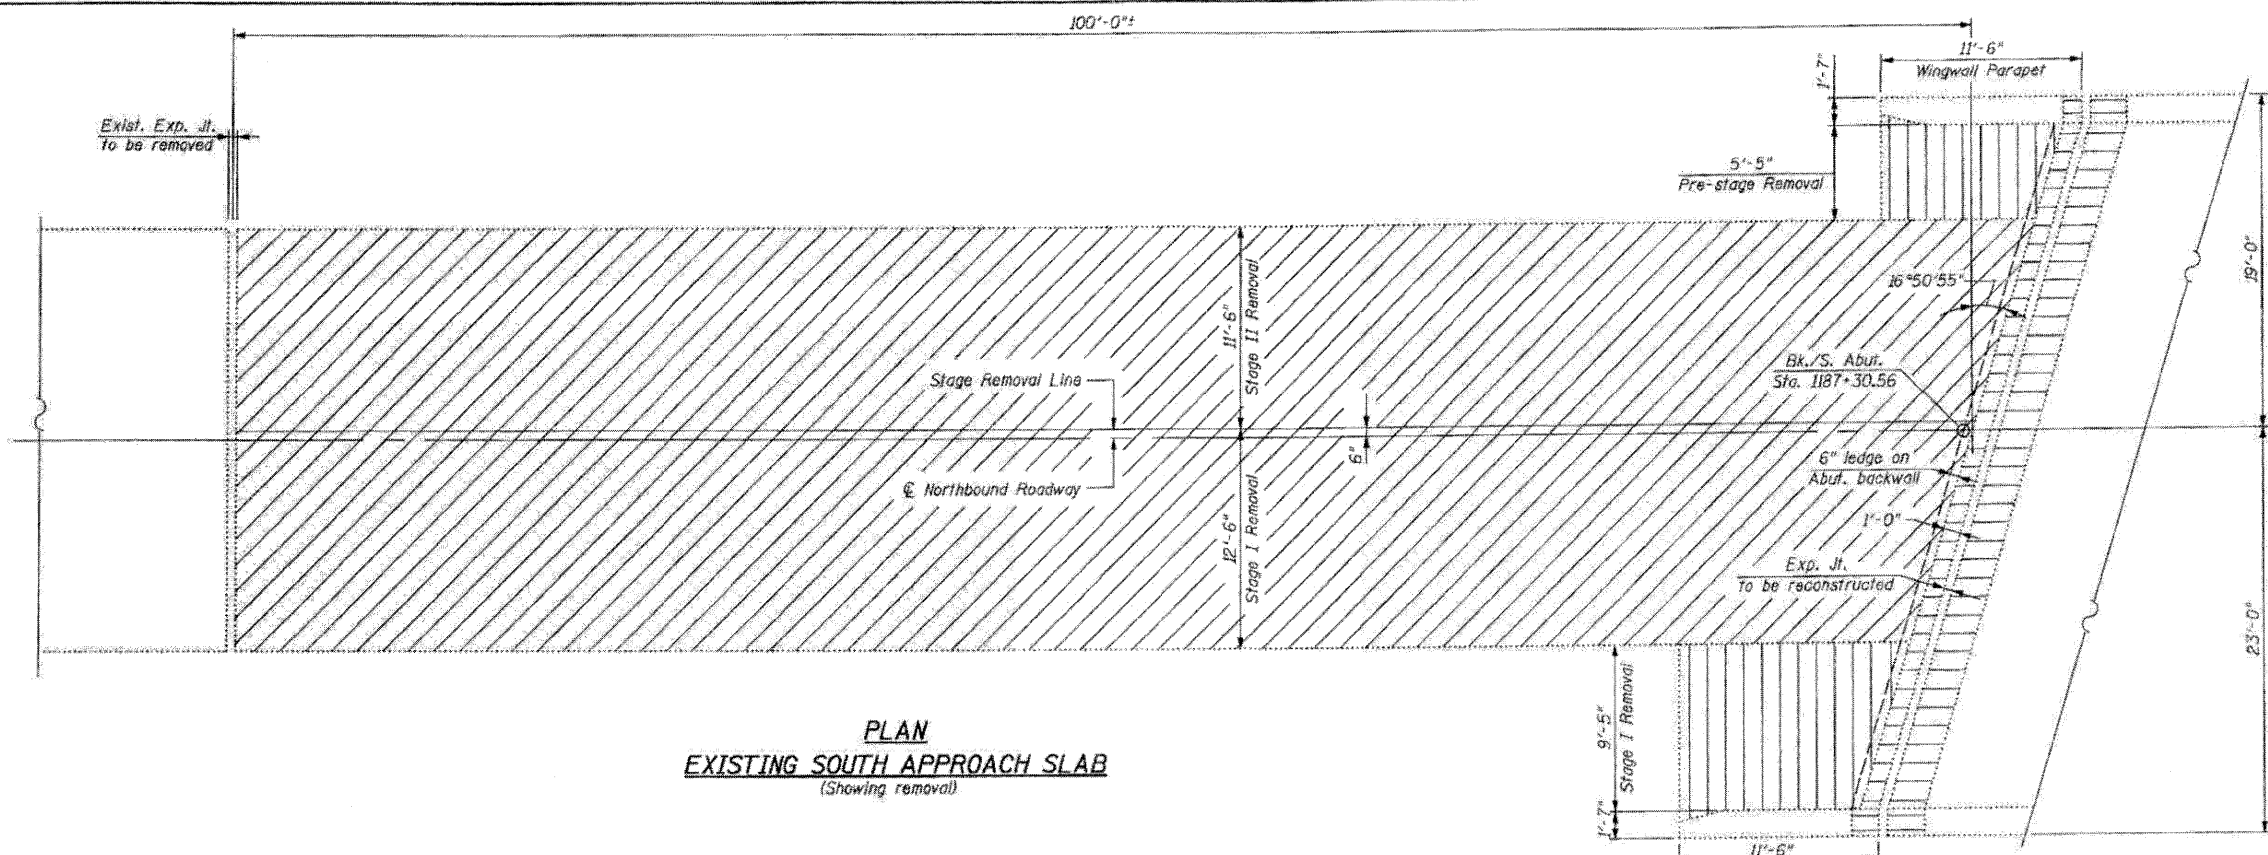 100'-0"±
11'-6"
Wingwall Parapet
1'-7"
Exist. Exp. Jt.
to be removed
5'-5"
Pre-stage Removal
19'-0"
16°50'55"
11'-6"
Stage II Removal
Stage Removal Line
Bk./S. Abut.
Sta. 1187+30.56
6"
6" ledge on
Abut. backwall
℄ Northbound Roadway
12'-6"
Stage I Removal
1'-0"
Exp. Jt.
to be reconstructed
23'-0"
9'-5"
Stage I Removal
PLAN
EXISTING SOUTH APPROACH SLAB
(Showing removal)
1'-7"
11'-6"